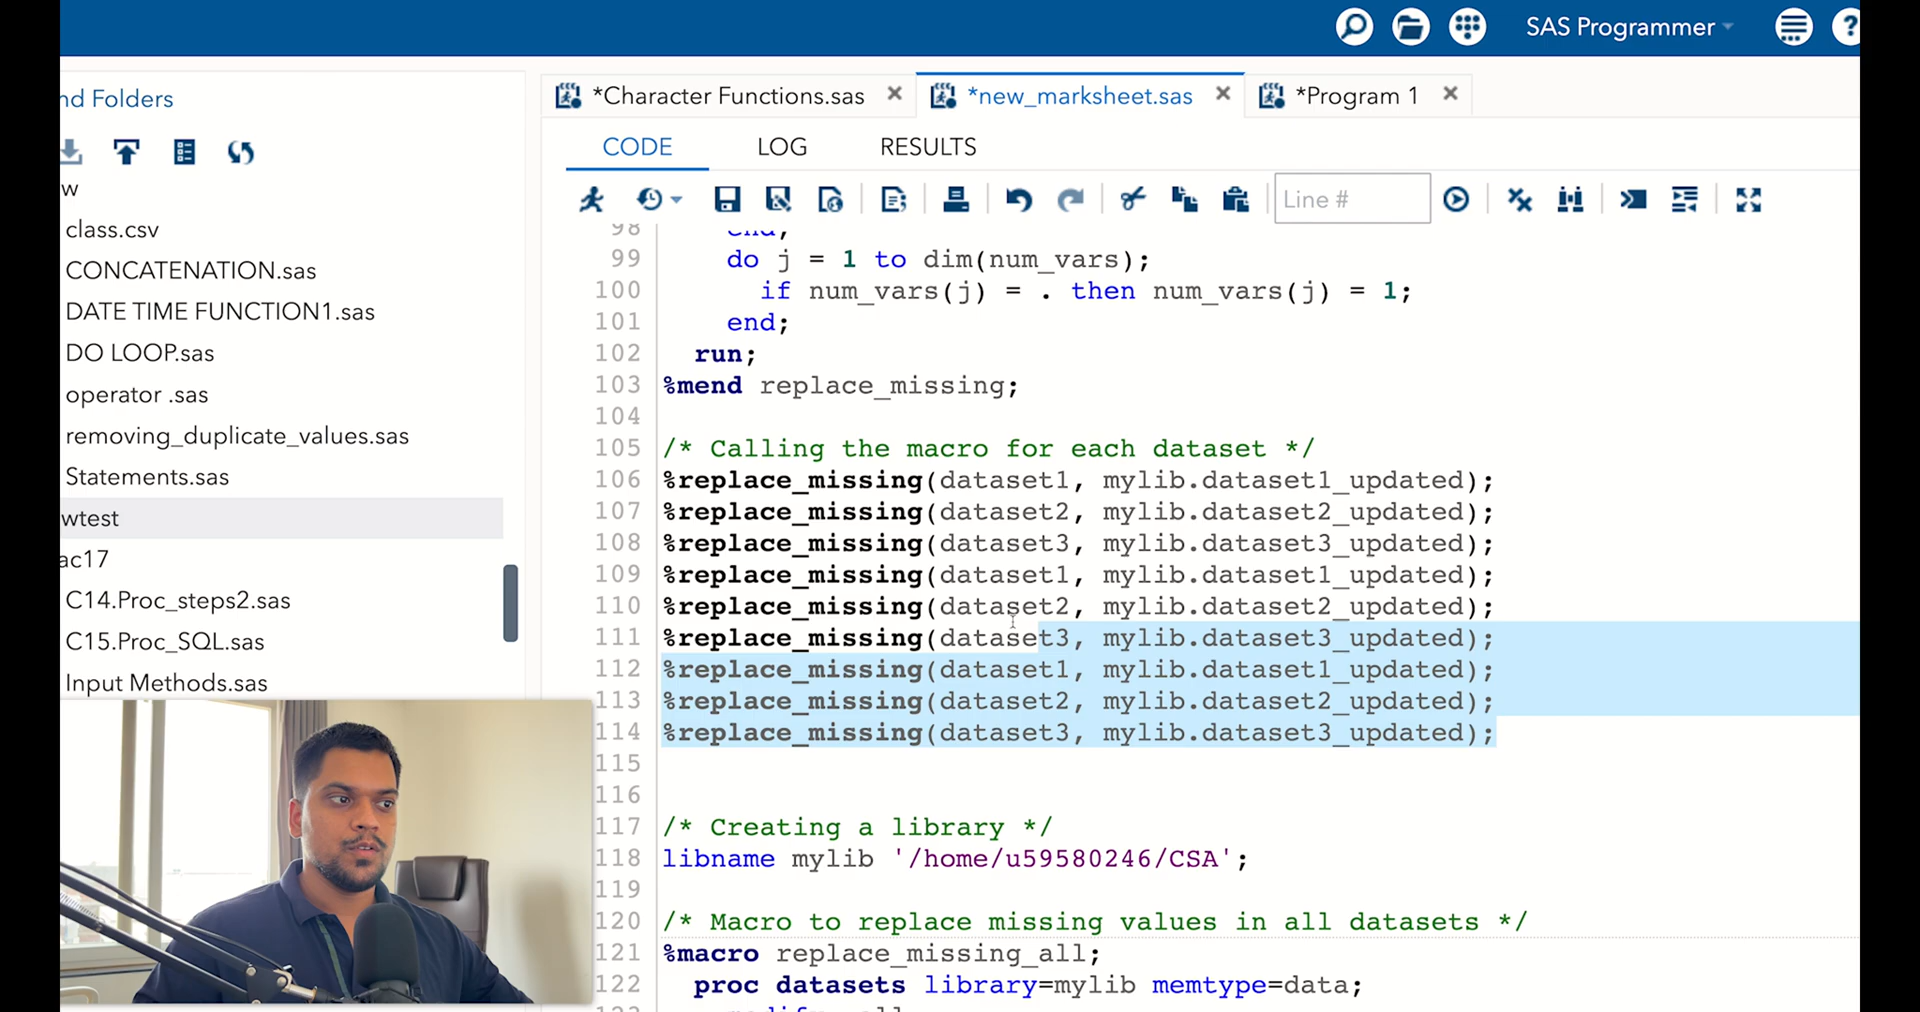 SAS Programmer
?
nd Folders
*Character Functions.sas
*new_marksheet.sas
*Program 1
CODE
LOG
RESULTS
Line #
w
class.csv
CONCATENATION.sas
DATE TIME FUNCTION1.sas
DO LOOP.sas
operator .sas
removing_duplicate_values.sas
Statements.sas
wtest
ac17
C14.Proc_steps2.sas
C15.Proc_SQL.sas
Input Methods.sas
98 end;
99 do j = 1 to dim(num_vars);
100 if num_vars(j) = . then num_vars(j) = 1;
101 end;
102 run;
103 %mend replace_missing;
104
105 /* Calling the macro for each dataset */
106 %replace_missing(dataset1, mylib.dataset1_updated);
107 %replace_missing(dataset2, mylib.dataset2_updated);
108 %replace_missing(dataset3, mylib.dataset3_updated);
109 %replace_missing(dataset1, mylib.dataset1_updated);
110 %replace_missing(dataset2, mylib.dataset2_updated);
111 %replace_missing(dataset3, mylib.dataset3_updated);
112 %replace_missing(dataset1, mylib.dataset1_updated);
113 %replace_missing(dataset2, mylib.dataset2_updated);
114 %replace_missing(dataset3, mylib.dataset3_updated);
115
116
117 /* Creating a library */
118 libname mylib '/home/u59580246/CSA';
119
120 /* Macro to replace missing values in all datasets */
121 %macro replace_missing_all;
122 proc datasets library=mylib memtype=data;